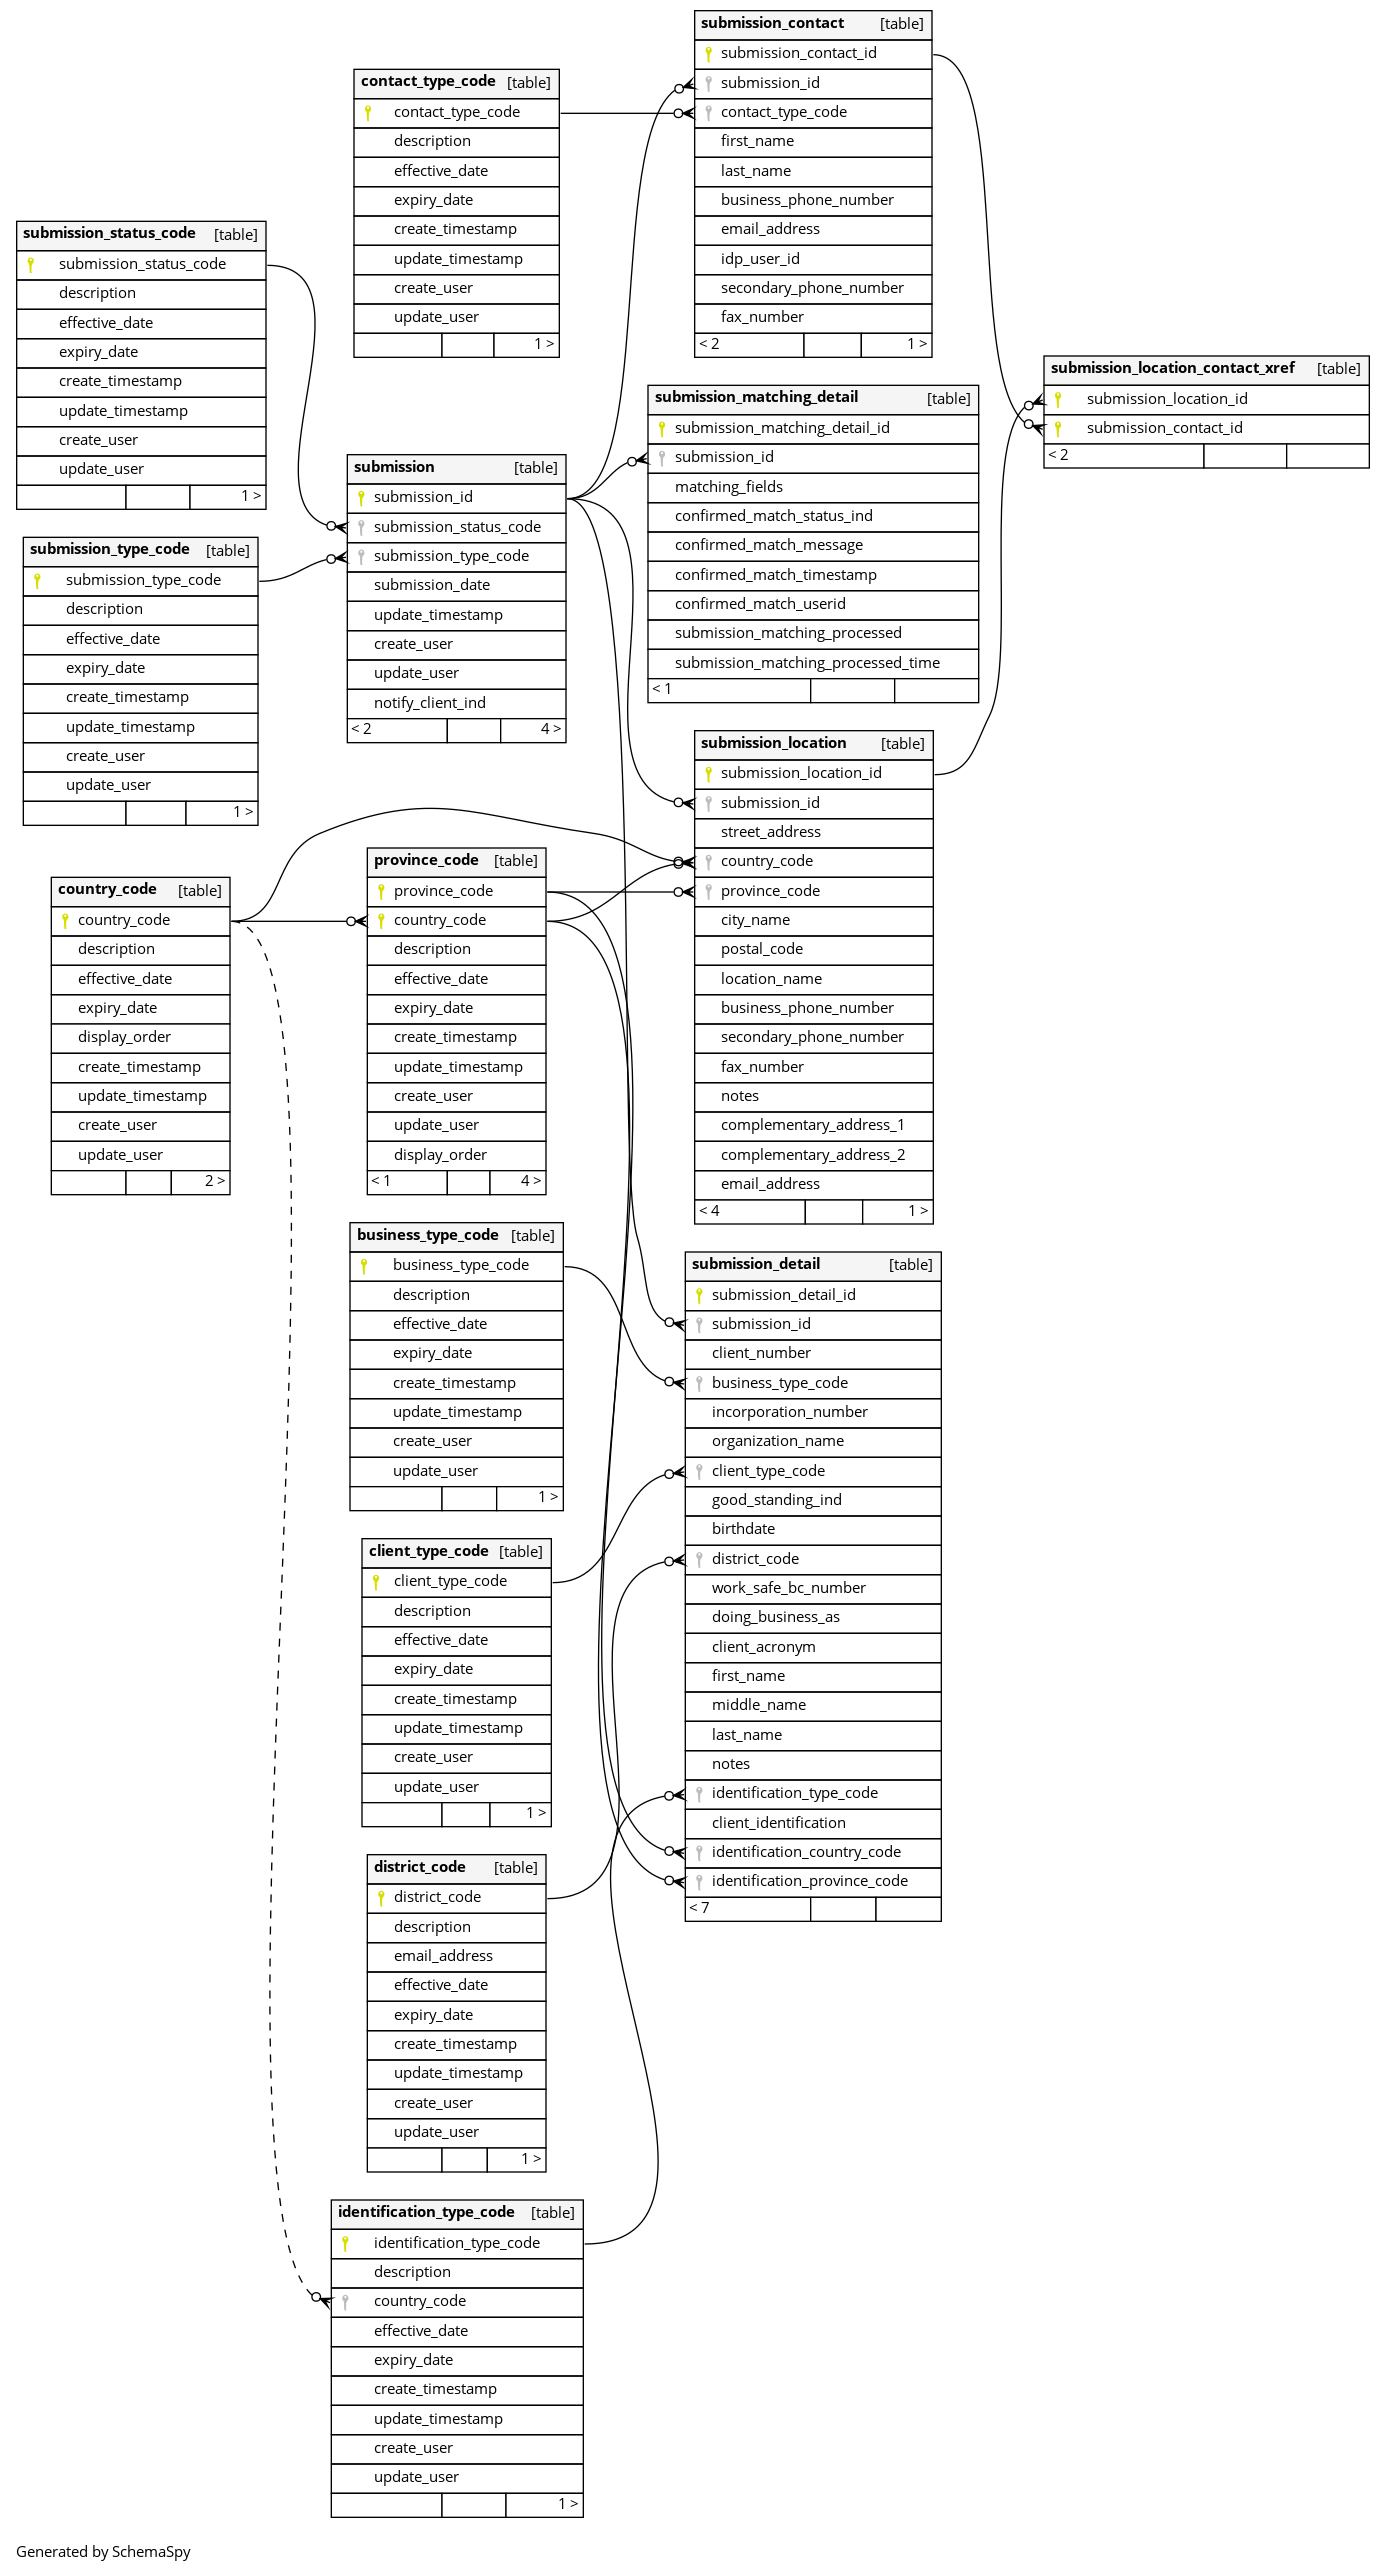 submission_contact [table]
submission_contact_id
submission_id
contact_type_code
first_name
last_name
business_phone_number
email_address
idp_user_id
secondary_phone_number
fax_number
< 2 1 >
contact_type_code [table]
contact_type_code
description
effective_date
expiry_date
create_timestamp
update_timestamp
create_user
update_user
1 >
submission_status_code [table]
submission_status_code
description
effective_date
expiry_date
create_timestamp
update_timestamp
create_user
update_user
1 >
submission_location_contact_xref [table]
submission_location_id
submission_contact_id
< 2
submission_matching_detail [table]
submission_matching_detail_id
submission_id
matching_fields
confirmed_match_status_ind
confirmed_match_message
confirmed_match_timestamp
confirmed_match_userid
submission_matching_processed
submission_matching_processed_time
< 1
submission [table]
submission_id
submission_status_code
submission_type_code
submission_date
update_timestamp
create_user
update_user
notify_client_ind
< 2 4 >
submission_type_code [table]
submission_type_code
description
effective_date
expiry_date
create_timestamp
update_timestamp
create_user
update_user
1 >
submission_location [table]
submission_location_id
submission_id
street_address
country_code
province_code
city_name
postal_code
location_name
business_phone_number
secondary_phone_number
fax_number
notes
complementary_address_1
complementary_address_2
email_address
< 4 1 >
province_code [table]
province_code
country_code
description
effective_date
expiry_date
create_timestamp
update_timestamp
create_user
update_user
display_order
< 1 4 >
country_code [table]
country_code
description
effective_date
expiry_date
display_order
create_timestamp
update_timestamp
create_user
update_user
2 >
business_type_code [table]
business_type_code
description
effective_date
expiry_date
create_timestamp
update_timestamp
create_user
update_user
1 >
submission_detail [table]
submission_detail_id
submission_id
client_number
business_type_code
incorporation_number
organization_name
client_type_code
good_standing_ind
birthdate
district_code
work_safe_bc_number
doing_business_as
client_acronym
first_name
middle_name
last_name
notes
identification_type_code
client_identification
identification_country_code
identification_province_code
< 7
client_type_code [table]
client_type_code
description
effective_date
expiry_date
create_timestamp
update_timestamp
create_user
update_user
1 >
district_code [table]
district_code
description
email_address
effective_date
expiry_date
create_timestamp
update_timestamp
create_user
update_user
1 >
identification_type_code [table]
identification_type_code
description
country_code
effective_date
expiry_date
create_timestamp
update_timestamp
create_user
update_user
1 >
Generated by SchemaSpy